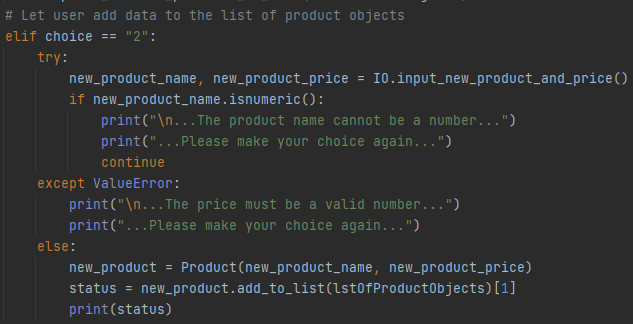 # Let user add data to the list of product objects
elif choice == "2":
    try:
        new_product_name, new_product_price = IO.input_new_product_and_price()
        if new_product_name.isnumeric():
            print("\n...The product name cannot be a number...")
            print("...Please make your choice again...")
            continue
    except ValueError:
        print("\n...The price must be a valid number...")
        print("...Please make your choice again...")
    else:
        new_product = Product(new_product_name, new_product_price)
        status = new_product.add_to_list(lstOfProductObjects)[1]
        print(status)